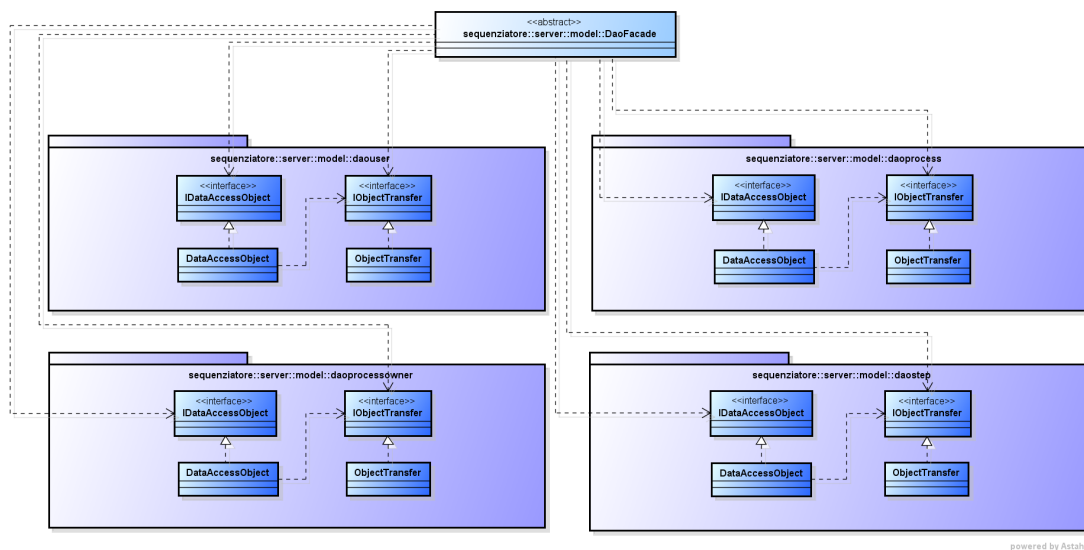 <<abstract>>
sequenziatore::server::model::DaoFacade
sequenziatore::server::model::daouser
<<interface>>
IDataAccessObject
<<interface>>
IObjectTransfer
DataAccessObject
ObjectTransfer
sequenziatore::server::model::daoprocess
<<interface>>
IDataAccessObject
<<interface>>
IObjectTransfer
DataAccessObject
ObjectTransfer
sequenziatore::server::model::daoprocessowner
<<interface>>
IDataAccessObject
<<interface>>
IObjectTransfer
DataAccessObject
ObjectTransfer
sequenziatore::server::model::daostep
<<interface>>
IDataAccessObject
<<interface>>
IObjectTransfer
DataAccessObject
ObjectTransfer
powered by Astah